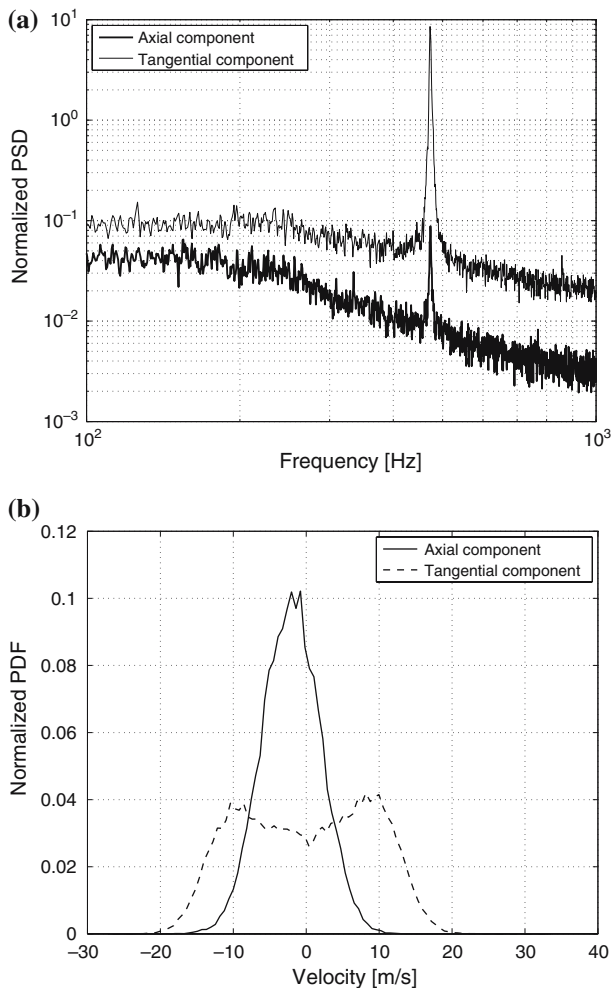 (a)
Axial component
Tangential component
10^1
10^0
10^-1
10^-2
10^-3
Normalized PSD
10^2
10^3
Frequency [Hz]
(b)
Axial component
Tangential component
0.12
0.1
0.08
0.06
0.04
0.02
0
Normalized PDF
−30 −20 −10 0 10 20 30 40
Velocity [m/s]